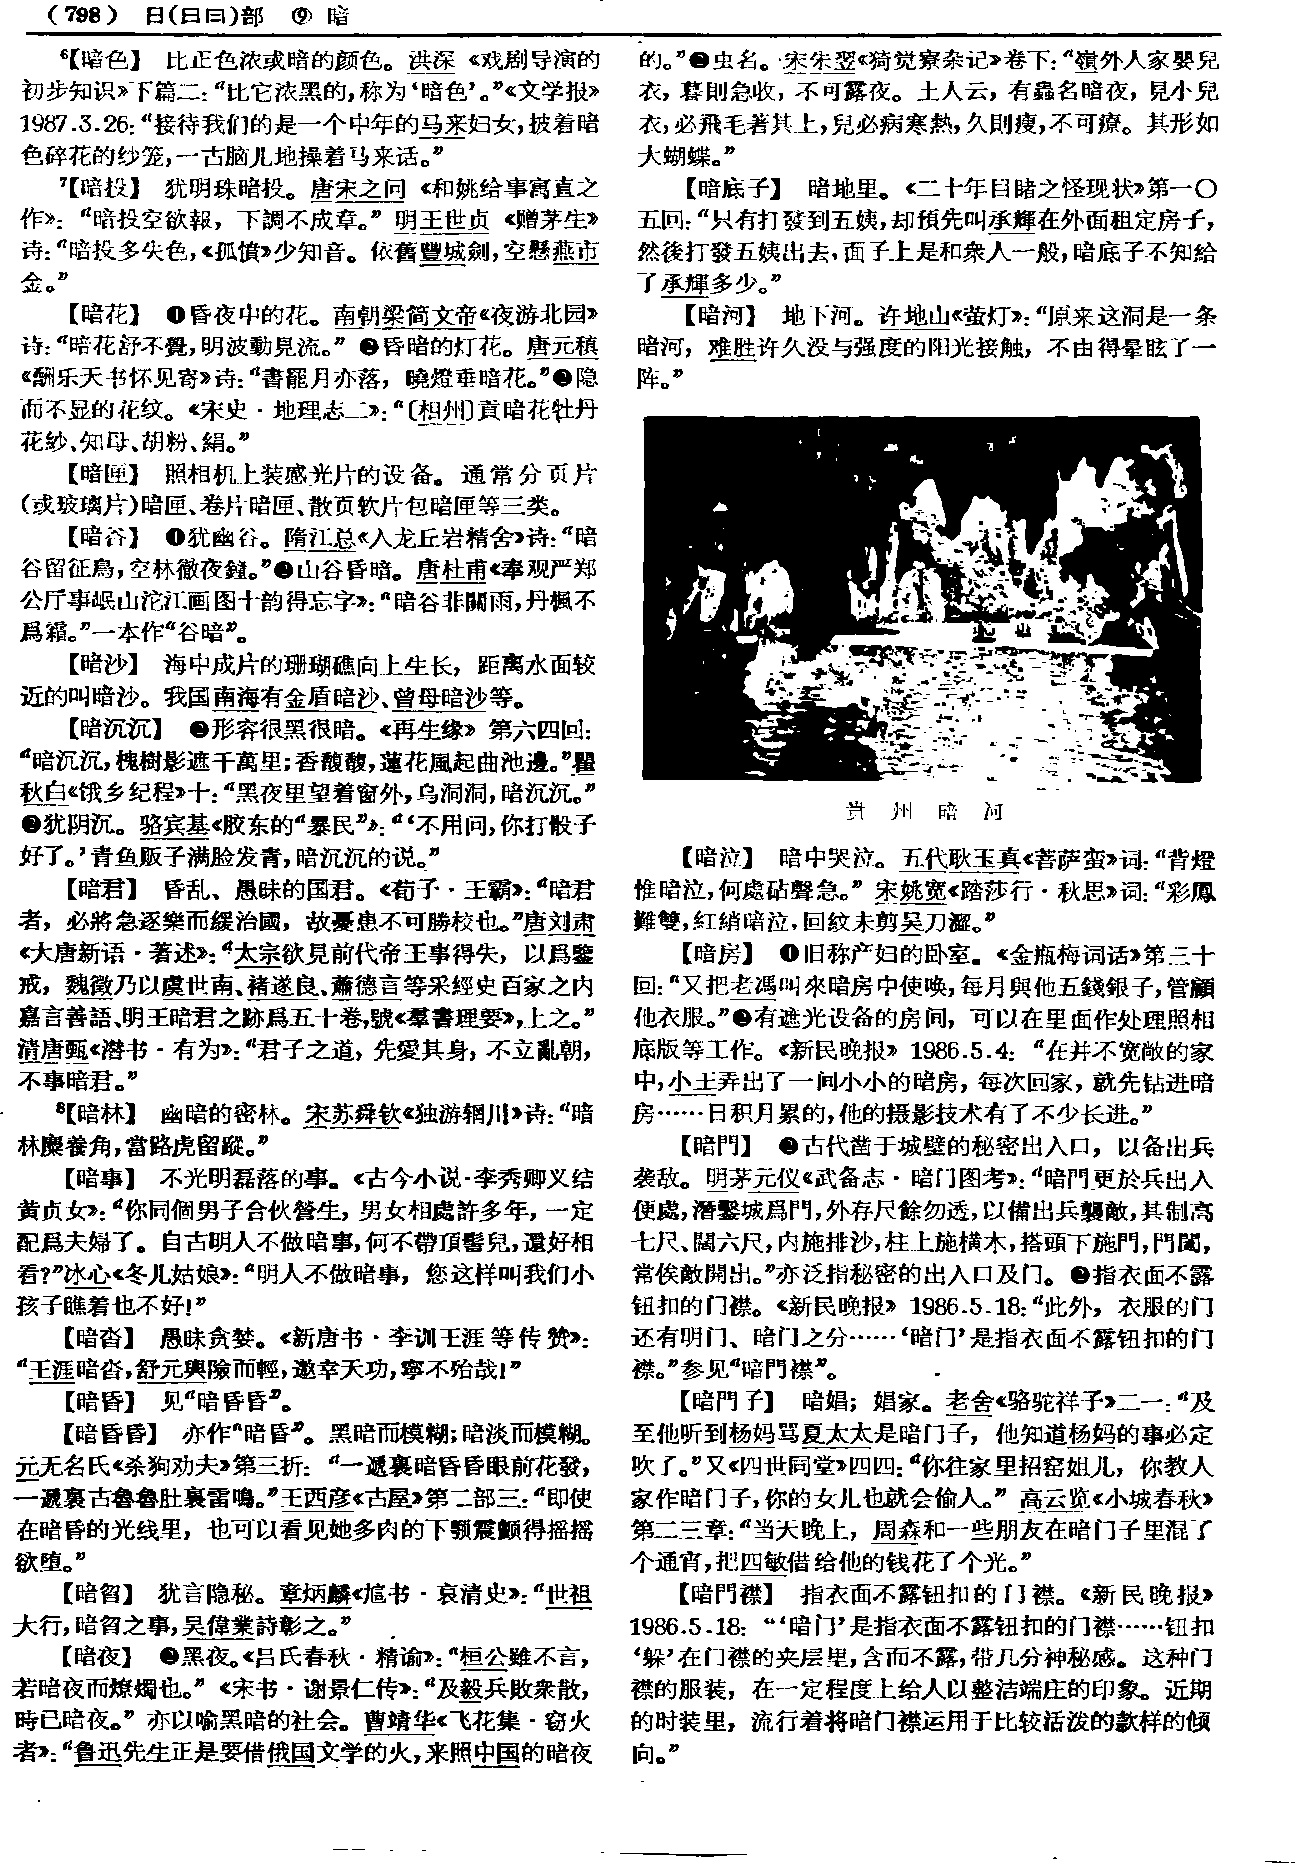 （798） 日(日曰)部 ⑨ 暗
⁶【暗色】 比正色浓或暗的颜色。洪深《戏剧导演的
初步知识》下篇二：“比它浓黑的，称为‘暗色’。”《文学报》
1987.3.26：“接待我们的是一个中年的马来妇女，披着暗
色碎花的纱笼，一古脑儿地操着马来话。”
⁷【暗投】 犹明珠暗投。唐宋之问《和姚给事寓直之
作》：“暗投空欲報，下調不成章。”明王世贞《赠茅生》
诗：“暗投多失色，《孤憤》少知音。依舊豐城劍，空懸燕市
金。”
【暗花】 ❶昏夜中的花。南朝梁简文帝《夜游北园》
诗：“暗花舒不覺，明波動見流。”❷昏暗的灯花。唐元稹
《酬乐天书怀见寄》诗：“書罷月亦落，曉燈垂暗花。”❸隐
而不显的花纹。《宋史·地理志二》：“〔相州〕貢暗花牡丹
花紗、知母、胡粉、絹。”
【暗匣】 照相机上装感光片的设备。通常分页片
(或玻璃片)暗匣、卷片暗匣、散页软片包暗匣等三类。
【暗谷】 ❶犹幽谷。隋江总《入龙丘岩精舍》诗：“暗
谷留征鳥，空林徹夜鐘。”❷山谷昏暗。唐杜甫《奉观严郑
公厅事岷山沱江画图十韵得忘字》：“暗谷非關雨，丹楓不
爲霜。”一本作“谷暗”。
【暗沙】 海中成片的珊瑚礁向上生长，距离水面较
近的叫暗沙。我国南海有金盾暗沙、曾母暗沙等。
【暗沉沉】 ❶形容很黑很暗。《再生缘》第六四回：
“暗沉沉，槐樹影遮千萬里；香馥馥，蓮花風起曲池邊。”瞿
秋白《饿乡纪程》十：“黑夜里望着窗外，乌洞洞，暗沉沉。”
❷犹阴沉。骆宾基《胶东的“暴民”》：“‘不用问，你打骰子
好了。’青鱼贩子满脸发青，暗沉沉的说。”
【暗君】 昏乱、愚昧的国君。《荀子·王霸》：“暗君
者，必將急逐樂而緩治國，故憂患不可勝校也。”唐刘肃
《大唐新语·著述》：“太宗欲見前代帝王事得失，以爲鑒
戒，魏徵乃以虞世南、褚遂良、蕭德言等采經史百家之内
嘉言善語、明王暗君之跡爲五十卷，號《羣書理要》，上之。”
清唐甄《潜书·有为》：“君子之道，先愛其身，不立亂朝，
不事暗君。”
⁸【暗林】 幽暗的密林。宋苏舜钦《独游辋川》诗：“暗
林麋養角，當路虎留蹤。”
【暗事】 不光明磊落的事。《古今小说·李秀卿义结
黄贞女》：“你同個男子合伙營生，男女相處許多年，一定
配爲夫婦了。自古明人不做暗事，何不帶頂髻兒，還好相
看？”冰心《冬儿姑娘》：“明人不做暗事，您这样叫我们小
孩子瞧着也不好！”
【暗沓】 愚昧贪婪。《新唐书·李训王涯等传赞》：
“王涯暗沓，舒元輿險而輕，邀幸天功，寧不殆哉！”
【暗昏】 见“暗昏昏”。
【暗昏昏】 亦作“暗昏”。黑暗而模糊；暗淡而模糊。
元无名氏《杀狗劝夫》第三折：“一遞裏暗昏昏眼前花發，
一遞裏古魯魯肚裏雷鳴。”王西彦《古屋》第二部三：“即使
在暗昏的光线里，也可以看见她多肉的下颚震颤得摇摇
欲堕。”
【暗曶】 犹言隐秘。章炳麟《訄书·哀清史》：“世祖
大行，暗曶之事，吴偉業詩彰之。”
【暗夜】 ❶黑夜。《吕氏春秋·精谕》：“桓公雖不言，
若暗夜而燎燭也。”《宋书·谢景仁传》：“及毅兵敗衆散，
時已暗夜。”亦以喻黑暗的社会。曹靖华《飞花集·窃火
者》：“鲁迅先生正是要借俄国文学的火，来照中国的暗夜
的。”❷虫名。宋朱翌《猗觉寮杂记》卷下：“嶺外人家嬰兒
衣，暮則急收，不可露夜。土人云，有蟲名暗夜，見小兒
衣，必飛毛著其上，兒必病寒熱，久則瘦，不可療。其形如
大蝴蝶。”
【暗底子】 暗地里。《二十年目睹之怪现状》第一〇
五回：“只有打發到五姨，却預先叫承輝在外面租定房子，
然後打發五姨出去，面子上是和衆人一般，暗底子不知給
了承輝多少。”
【暗河】 地下河。许地山《萤灯》：“原来这洞是一条
暗河，难胜许久没与强度的阳光接触，不由得晕眩了一
阵。”
贵州暗河
【暗泣】 暗中哭泣。五代耿玉真《菩萨蛮》词：“背燈
惟暗泣，何處砧聲急。”宋姚宽《踏莎行·秋思》词：“彩鳳
難雙，紅綃暗泣，回紋未剪吴刀澀。”
【暗房】 ❶旧称产妇的卧室。《金瓶梅词话》第三十
回：“又把老馮叫來暗房中使唤，每月與他五錢銀子，管顧
他衣服。”❷有遮光设备的房间，可以在里面作处理照相
底版等工作。《新民晚报》1986.5.4：“在并不宽敞的家
中，小王弄出了一间小小的暗房，每次回家，就先钻进暗
房……日积月累的，他的摄影技术有了不少长进。”
【暗門】 ❶古代凿于城壁的秘密出入口，以备出兵
袭敌。明茅元仪《武备志·暗门图考》：“暗門更於兵出入
便處，潛鑿城爲門，外存尺餘勿透，以備出兵襲敵，其制高
七尺、闊六尺，内施排沙，柱上施横木，搭頭下施門，門閫，
常俟敵開出。”亦泛指秘密的出入口及门。❷指衣面不露
钮扣的门襟。《新民晚报》1986.5.18：“此外，衣服的门
还有明门、暗门之分……‘暗门’是指衣面不露钮扣的门
襟。”参见“暗門襟”。
【暗門子】 暗娼；娼家。老舍《骆驼祥子》二一：“及
至他听到杨妈骂夏太太是暗门子，他知道杨妈的事必定
吹了。”又《四世同堂》四四：“你往家里招窑姐儿，你教人
家作暗门子，你的女儿也就会偷人。”高云览《小城春秋》
第二三章：“当天晚上，周森和一些朋友在暗门子里混了
个通宵，把四敏借给他的钱花了个光。”
【暗門襟】 指衣面不露钮扣的门襟。《新民晚报》
1986.5.18：“‘暗门’是指衣面不露钮扣的门襟……钮扣
‘躲’在门襟的夹层里，含而不露，带几分神秘感。这种门
襟的服装，在一定程度上给人以整洁端庄的印象。近期
的时装里，流行着将暗门襟运用于比较活泼的款样的倾
向。”